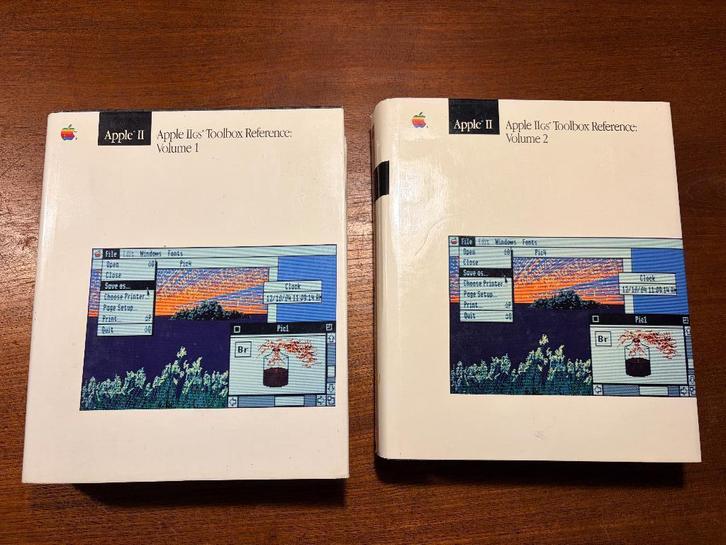 Apple® II
Apple IIGS® Toolbox Reference:
Volume 1
File Edit Windows Fonts
Open
Close
Save as...
Choose Printer...
Page Setup...
Print...
Quit
Pic4
Clock
Pic1
Br
Apple® II
Apple IIGS® Toolbox Reference:
Volume 2
File Edit Windows Fonts
Open
Close
Save as...
Choose Printer...
Page Setup...
Print...
Quit
Pic4
Clock
Pic1
Br